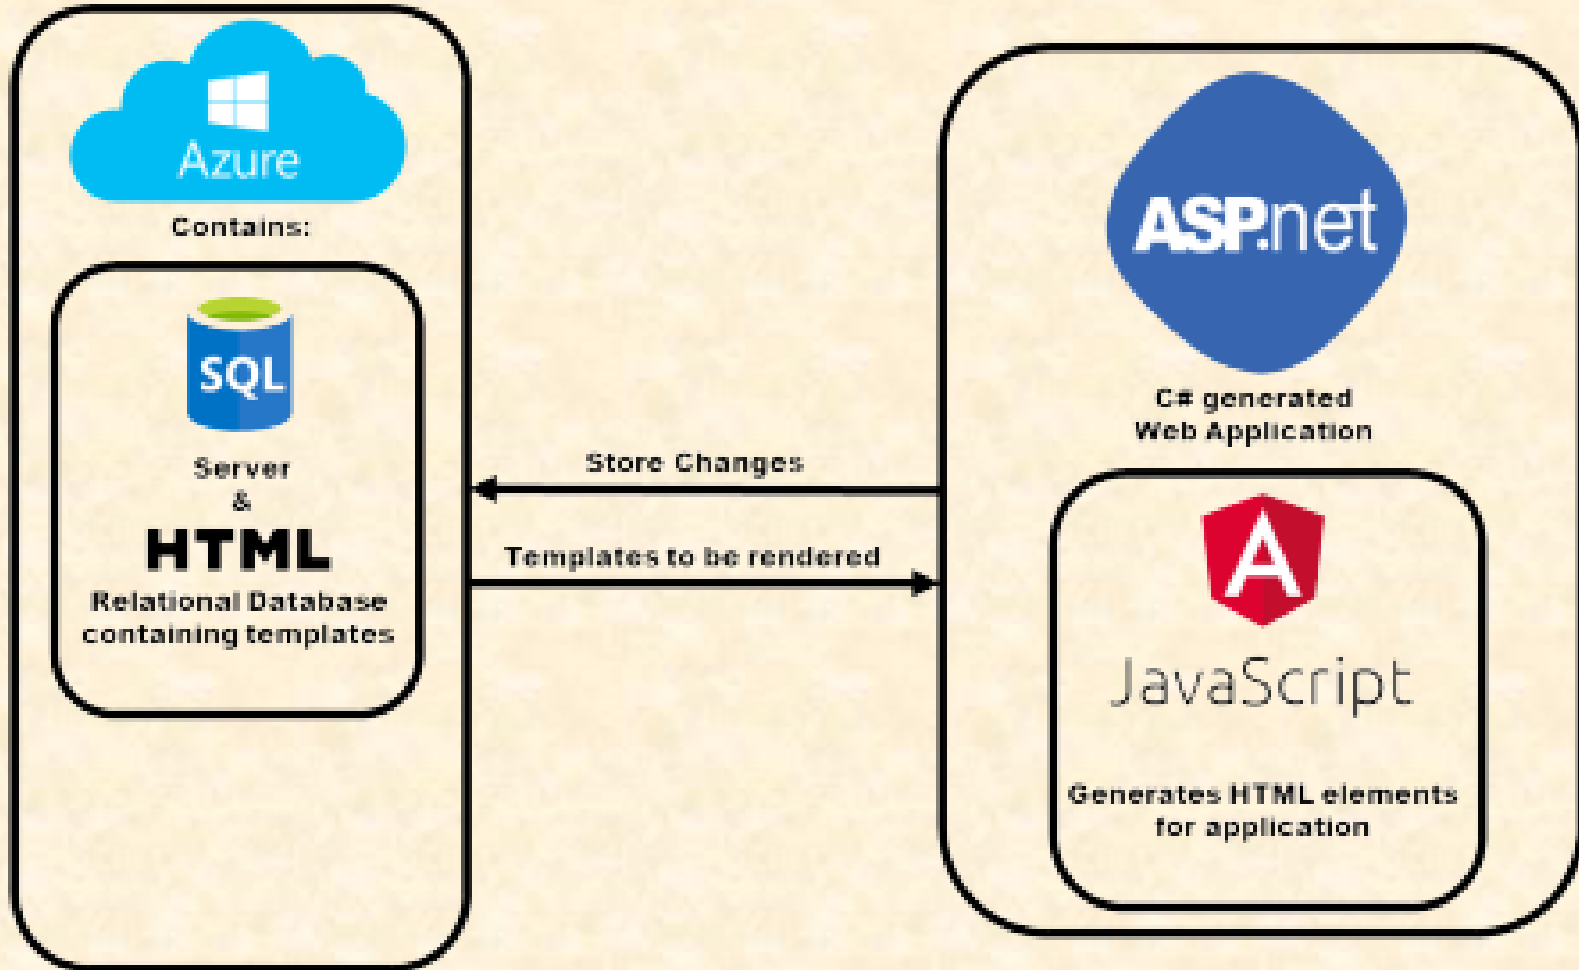 Azure
Contains:
SQL
Server
&
HTML
Relational Database
containing templates
Store Changes
Templates to be rendered
ASP.net
C# generated
Web Application
A
JavaScript
Generates HTML elements
for application